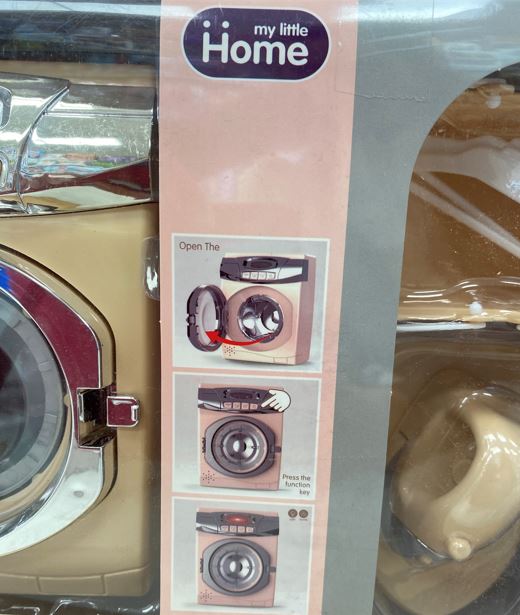 my little
Home
Open The
Press the
function
key